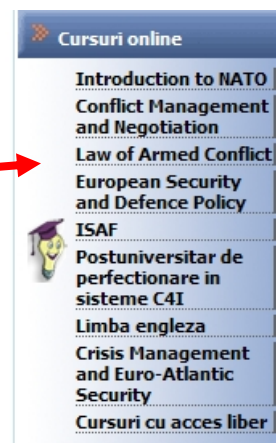 Cursuri online
Introduction to NATO
Conflict Management
and Negotiation
Law of Armed Conflict
European Security
and Defence Policy
ISAF
Postuniversitar de
perfectionare in
sisteme C4I
Limba engleza
Crisis Management
and Euro-Atlantic
Security
Cursuri cu acces liber